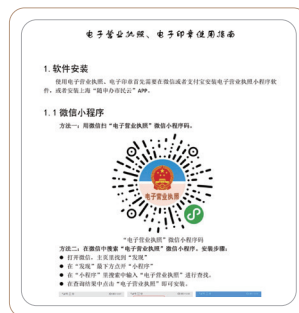 电子营业执照、电子印章使用指南
1. 软件安装
使用电子营业执照、电子印章首先需要在微信或者支付宝安装电子营业执照小程序软
件，或者安装上海“随申办市民云”APP。
1. 1 微信小程序
方法一：用微信扫“电子营业执照”微信小程序码。
电子营业执照
“电子营业执照”微信小程序码
方法二：在微信中搜索“电子营业执照”微信小程序，安装步骤：
● 打开微信，主页里找到“发现”
● 在“发现”最下方点开“小程序”
● 在“小程序”里搜索中输入“电子营业执照”进行查找。
● 在查询结果中点击“电子营业执照”即可安装。